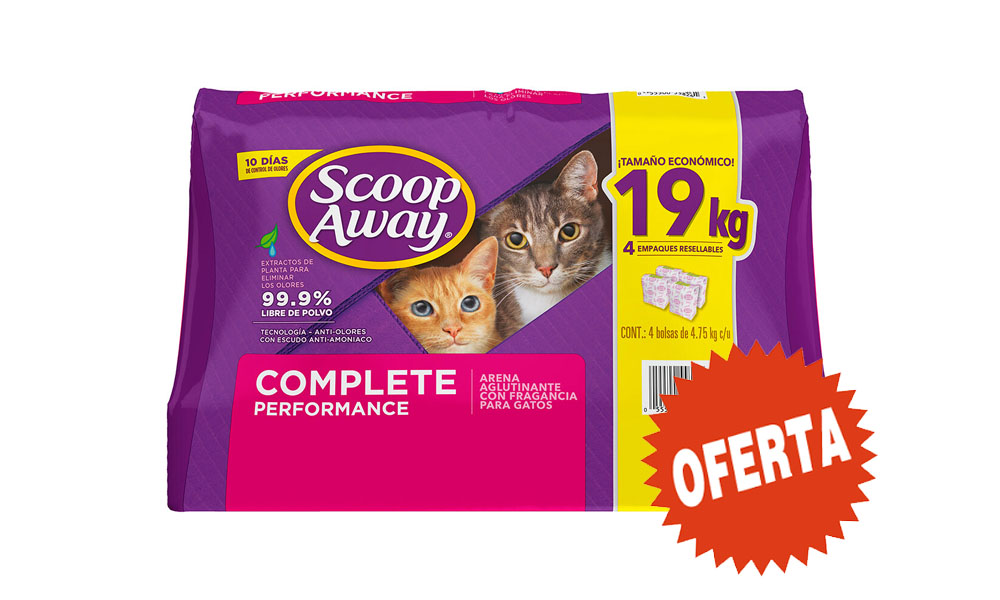 PERFORMANCE
10 DÍAS
DE CONTROL DE OLORES
Scoop
Away®
EXTRACTOS DE
PLANTA PARA
ELIMINAR
LOS OLORES
99.9%
LIBRE DE POLVO
TECNOLOGÍA – ANTI-OLORES
CON ESCUDO ANTI-AMONIACO
COMPLETE
PERFORMANCE
ARENA
AGLUTINANTE
CON FRAGANCIA
PARA GATOS
¡TAMAÑO ECONÓMICO!
19 kg
4 EMPAQUES RESELLABLES
CONT.: 4 bolsas de 4.75 kg c/u
OFERTA